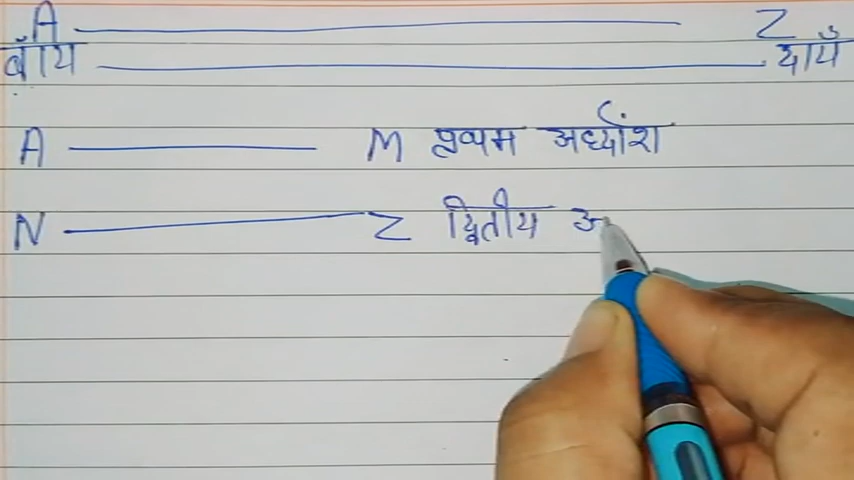 A ——— Z
बाँयें ——— दायें
A ——— M प्रथम अर्ध्यांश
N ——— Z द्वितीय अ